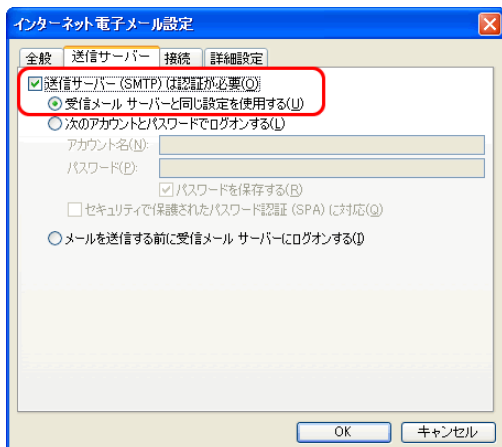 インターネット電子メール設定
全般 送信サーバー 接続 詳細設定
送信サーバー (SMTP) は認証が必要(O)
受信メール サーバーと同じ設定を使用する(U)
次のアカウントとパスワードでログオンする(L)
アカウント名(N):
パスワード(P):
パスワードを保存する(R)
セキュリティで保護されたパスワード認証 (SPA) に対応(Q)
メールを送信する前に受信メール サーバーにログオンする(I)
OK キャンセル